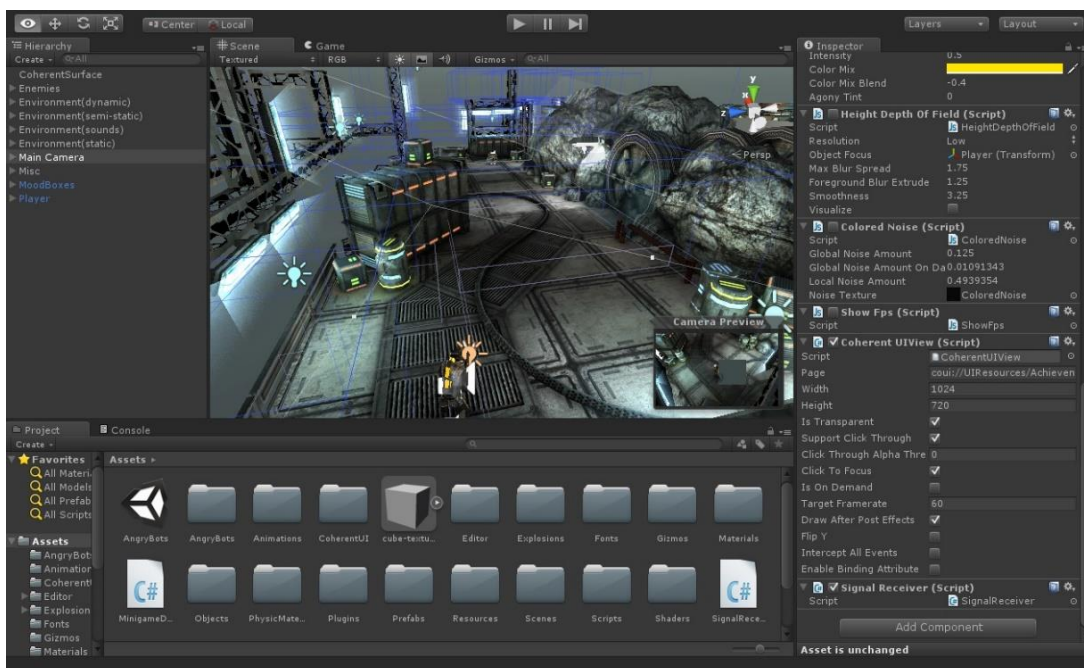 Center Local
Layers
Layout
Hierarchy
Create All
CoherentSurface
Enemies
Environment(dynamic)
Environment(semi-static)
Environment(sounds)
Environment(static)
Main Camera
Misc
MoodBoxes
Player
Scene Game
Textured RGB Gizmos All
y
z
Persp
Camera Preview
Inspector
Intensity 0.5
Color Mix
Color Mix Blend -0.4
Agony Tint 0
Height Depth Of Field (Script)
Script HeightDepthOfField
Resolution Low
Object Focus Player (Transform)
Max Blur Spread 1.75
Foreground Blur Extrude 1.25
Smoothness 3.25
Visualize
Colored Noise (Script)
Script ColoredNoise
Global Noise Amount 0.125
Global Noise Amount On Da 0.01091343
Local Noise Amount 0.4939354
Noise Texture ColoredNoise
Show Fps (Script)
Script ShowFps
Coherent UIView (Script)
Script CoherentUIView
Page coui://UIResources/Achieven
Width 1024
Height 720
Is Transparent
Support Click Through
Click Through Alpha Thre 0
Click To Focus
Is On Demand
Target Framerate 60
Draw After Post Effects
Flip Y
Intercept All Events
Enable Binding Attribute
Signal Receiver (Script)
Script SignalReceiver
Add Component
Asset is unchanged
Project Console
Create
Favorites
All Materi
All Models
All Prefab
All Scripts
Assets
AngryBot
Animation
Coherent
Editor
Explosion
Fonts
Gizmos
Materials
Assets
AngryBots AngryBots Animations CoherentUI cube-textu... Editor Explosions Fonts Gizmos Materials
C# C#
MinigameD... Objects PhysicMate... Plugins Prefabs Resources Scenes Scripts Shaders SignalRece...